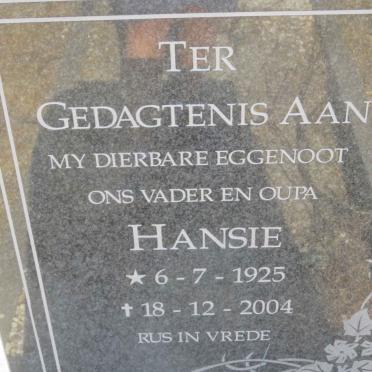 TER
GEDAGTENIS AAN
MY DIERBARE EGGENOOT
ONS VADER EN OUPA
HANSIE
★ 6 - 7 - 1925
✝ 18 - 12 - 2004
RUS IN VREDE